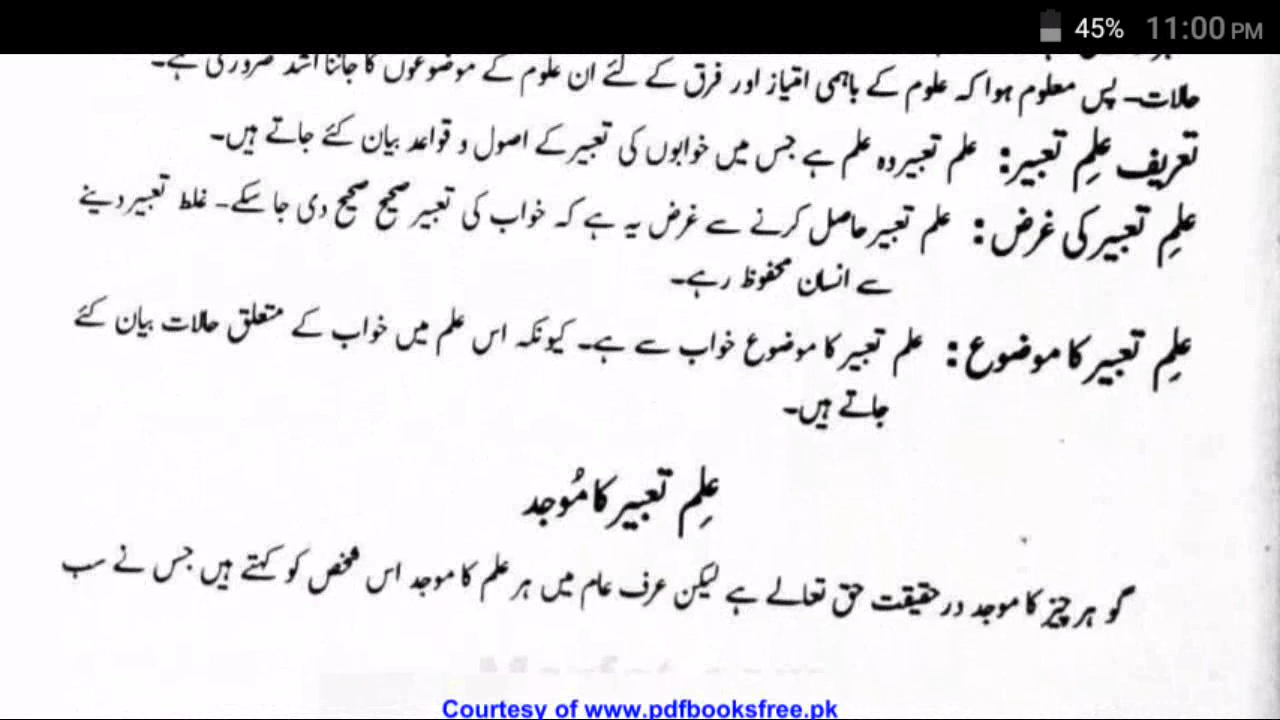 45% 11:00 PM
حالات۔ پس معلوم ہوا کہ علوم کے باہمی امتیاز اور فرق کے لئے ان علوم کے موضوعوں کا جاننا اشد ضروری ہے۔
تعریف علمِ تعبیر: علم تعبیر وہ علم ہے جس میں خوابوں کی تعبیر کے اصول و قواعد بیان کئے جاتے ہیں۔
علِمِ تعبیر کی غرض: علم تعبیر حاصل کرنے سے غرض یہ ہے کہ خواب کی تعبیر صحیح صحیح دی جا سکے۔ غلط تعبیر دینے
سے انسان محفوظ رہے۔
علِمِ تعبیر کا موضوع: علم تعبیر کا موضوع خواب سے ہے۔ کیونکہ اس علم میں خواب کے متعلق حالات بیان کئے
جاتے ہیں۔
علِم تعبیر کا مُوجد
گو ہر چیز کا موجد در حقیقت حق تعالے ہے لیکن عرف عام میں ہر علم کا موجد اس شخص کو کہتے ہیں جس نے سب
Courtesy of www.pdfbooksfree.pk